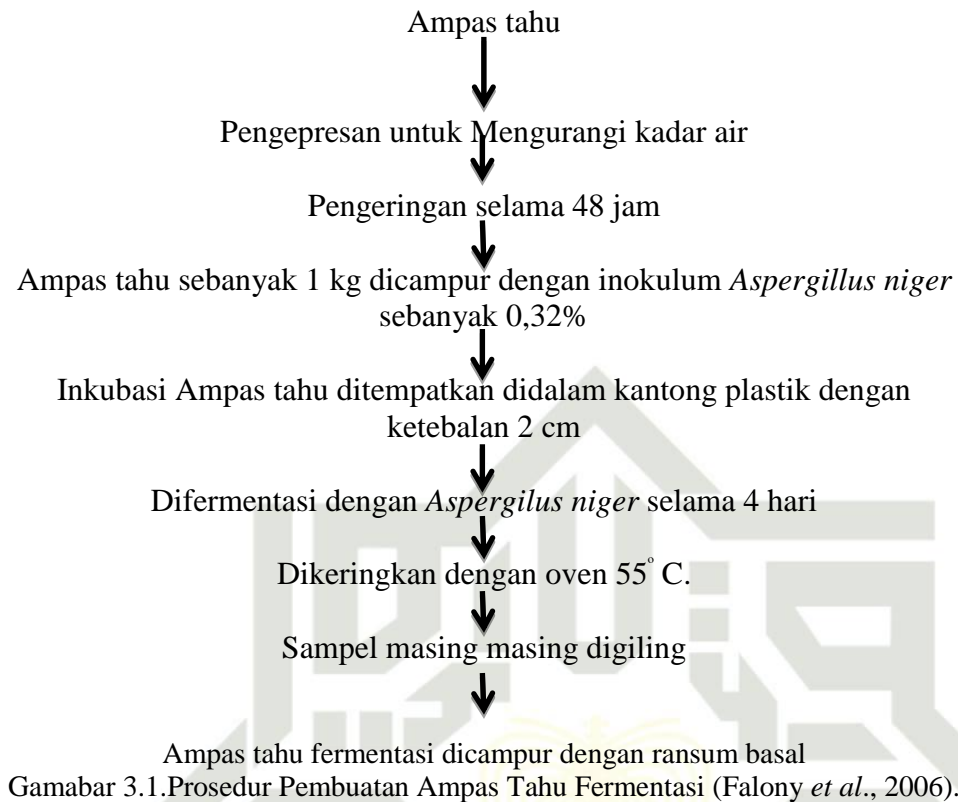 Ampas tahu
Pengepresan untuk Mengurangi kadar air
Pengeringan selama 48 jam
Ampas tahu sebanyak 1 kg dicampur dengan inokulum Aspergillus niger
sebanyak 0,32%
Inkubasi Ampas tahu ditempatkan didalam kantong plastik dengan
ketebalan 2 cm
Difermentasi dengan Aspergilus niger selama 4 hari
Dikeringkan dengan oven 55° C.
Sampel masing masing digiling
Ampas tahu fermentasi dicampur dengan ransum basal
Gamabar 3.1.Prosedur Pembuatan Ampas Tahu Fermentasi (Falony et al., 2006).